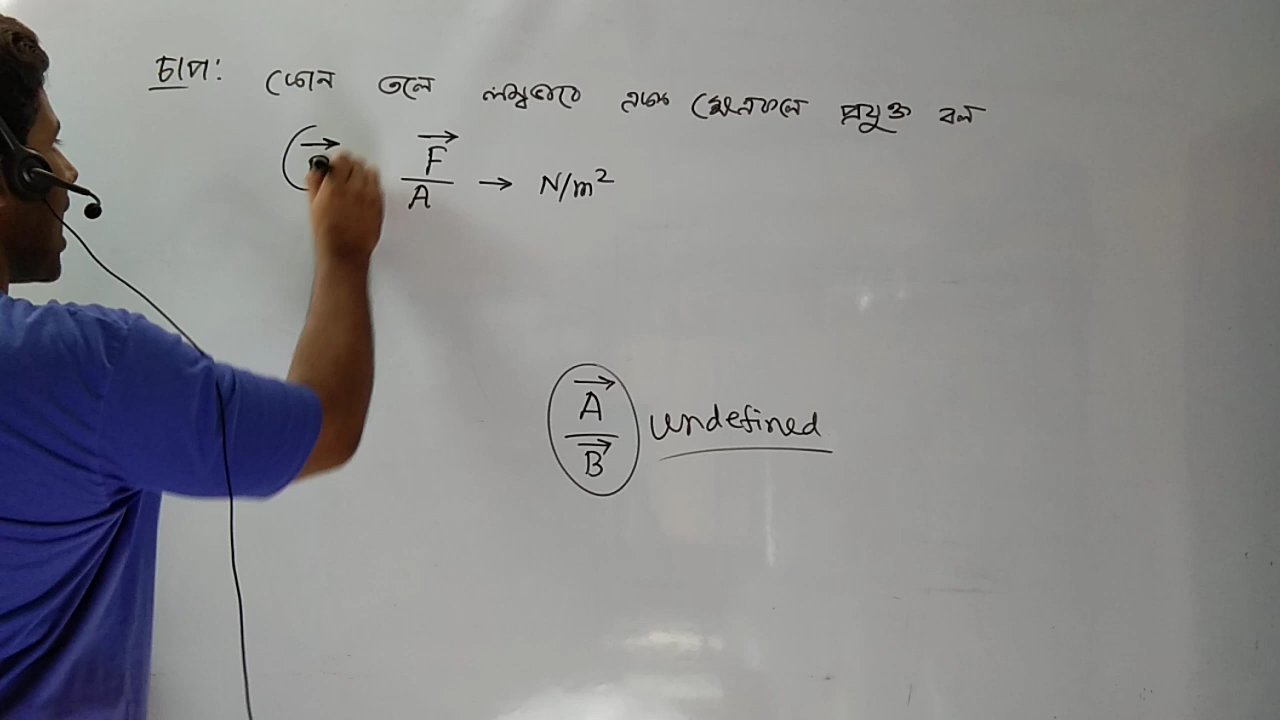 চাপ: কোন তলে লম্বভাবে একক ক্ষেত্রফলে প্রযুক্ত বল
F⃗/A → N/m²
A⃗/B⃗ undefined